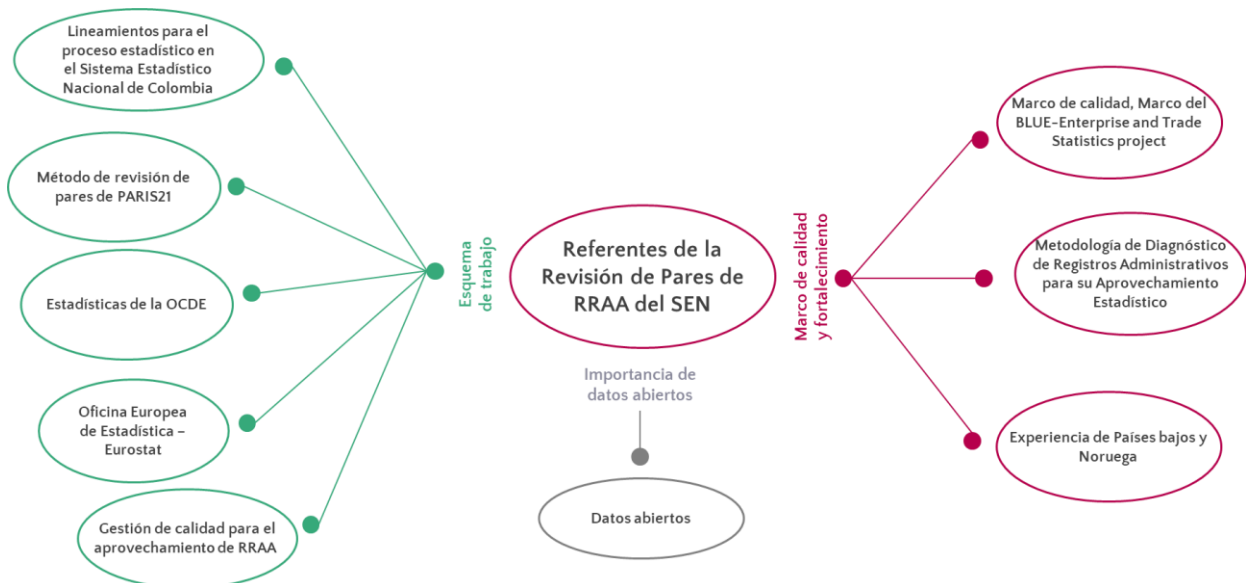 Lineamientos para el
proceso estadístico en
el Sistema Estadístico
Nacional de Colombia
Método de revisión de
pares de PARIS21
Estadísticas de la OCDE
Oficina Europea
de Estadística –
Eurostat
Gestión de calidad para el
aprovechamiento de RRAA
Esquema
de trabajo
Referentes de la
Revisión de Pares de
RRAA del SEN
Importancia de
datos abiertos
Datos abiertos
Marco de calidad
y fortalecimiento
Marco de calidad, Marco del
BLUE-Enterprise and Trade
Statistics project
Metodología de Diagnóstico
de Registros Administrativos
para su Aprovechamiento
Estadístico
Experiencia de Países bajos y
Noruega